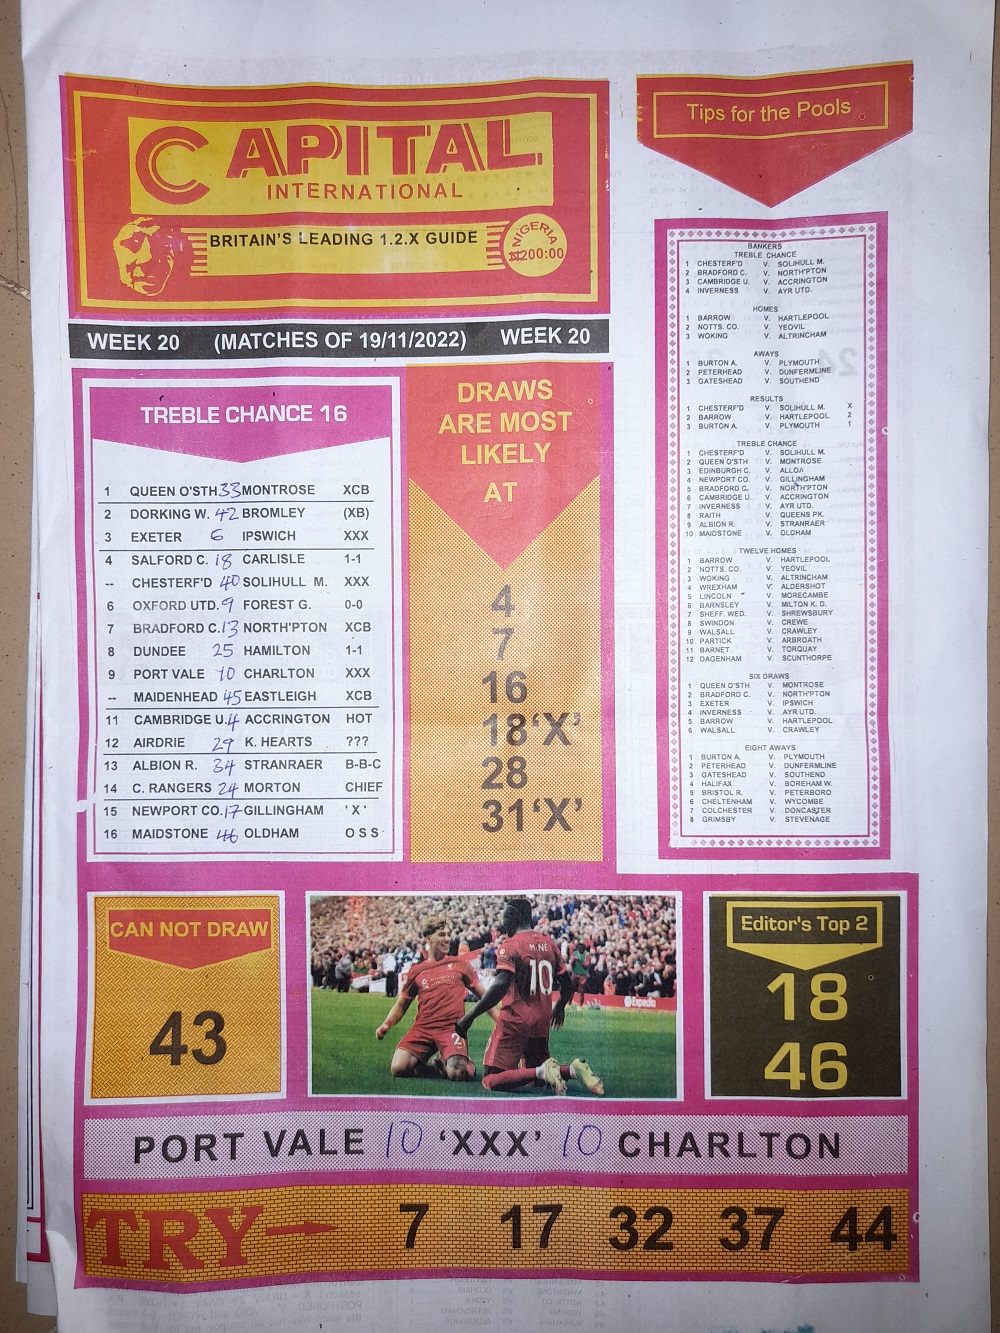 CAPITAL
INTERNATIONAL
BRITAIN'S LEADING 1.2.X GUIDE
NIGERIA
₦200:00
WEEK 20 (MATCHES OF 19/11/2022) WEEK 20
TREBLE CHANCE 16
1 QUEEN O'STH 33 MONTROSE XCB
2 DORKING W. 42 BROMLEY (XB)
3 EXETER 6 IPSWICH XXX
4 SALFORD C. 18 CARLISLE 1-1
-- CHESTERF'D 40 SOLIHULL M. XXX
6 OXFORD UTD. 9 FOREST G. 0-0
7 BRADFORD C. 13 NORTH'PTON XCB
8 DUNDEE 25 HAMILTON 1-1
9 PORT VALE 10 CHARLTON XXX
-- MAIDENHEAD 45 EASTLEIGH XCB
11 CAMBRIDGE U. 4 ACCRINGTON HOT
12 AIRDRIE 29 K. HEARTS ???
13 ALBION R. 34 STRANRAER B-B-C
14 C. RANGERS 24 MORTON CHIEF
15 NEWPORT CO. 17 GILLINGHAM 'X'
16 MAIDSTONE 46 OLDHAM O S S
DRAWS
ARE MOST
LIKELY
AT
4
7
16
18 'X'
28
31 'X'
Tips for the Pools
BANKERS
TREBLE CHANCE
1 CHESTERF'D V. SOLIHULL M.
2 BRADFORD C. V. NORTH'PTON
3 CAMBRIDGE U. V. ACCRINGTON
4 INVERNESS V. AYR UTD.
HOMES
1 BARROW V. HARTLEPOOL
2 NOTTS. CO. V. YEOVIL
3 WOKING V. ALTRINCHAM
AWAYS
1 BURTON A. V. PLYMOUTH
2 PETERHEAD V. DUNFERMLINE
3 GATESHEAD V. SOUTHEND
RESULTS
1 CHESTERF'D V. SOLIHULL M. X
2 BARROW V. HARTLEPOOL 2
3 BURTON A. V. PLYMOUTH 1
TREBLE CHANCE
1 CHESTERF'D V. SOLIHULL M.
2 QUEEN O'STH V. MONTROSE
3 EDINBURGH C. V. ALLOA
4 NEWPORT CO. V. GILLINGHAM
5 BRADFORD C. V. NORTH'PTON
6 CAMBRIDGE U. V. ACCRINGTON
7 INVERNESS V. AYR UTD.
8 RAITH V. QUEENS PK.
9 ALBION R. V. STRANRAER
10 MAIDSTONE V. OLDHAM
TWELVE HOMES
1 BARROW V. HARTLEPOOL
2 NOTTS. CO. V. YEOVIL
3 WOKING V. ALTRINCHAM
4 WREXHAM V. ALDERSHOT
5 LINCOLN V. MORECAMBE
6 BARNSLEY V. MILTON K. D.
7 SHEFF. WED. V. SHREWSBURY
8 SWINDON V. CREWE
9 WALSALL V. CRAWLEY
10 PARTICK V. ARBROATH
11 BARNET V. TORQUAY
12 DAGENHAM V. SCUNTHORPE
SIX DRAWS
1 QUEEN O'STH V. MONTROSE
2 BRADFORD C. V. NORTH'PTON
3 EXETER V. IPSWICH
4 INVERNESS V. AYR UTD.
5 BARROW V. HARTLEPOOL
6 WALSALL V. CRAWLEY
EIGHT AWAYS
1 BURTON A. V. PLYMOUTH
2 PETERHEAD V. DUNFERMLINE
3 GATESHEAD V. SOUTHEND
4 HALIFAX V. BOREHAM W.
5 BRISTOL R. V. PETERBORO
6 CHELTENHAM V. WYCOMBE
7 COLCHESTER V. DONCASTER
8 GRIMSBY V. STEVENAGE
CAN NOT DRAW
43
MANÉ
10
2
Expedia
Editor's Top 2
18
46
PORT VALE 10 'XXX' 10 CHARLTON
TRY 7 17 32 37 44